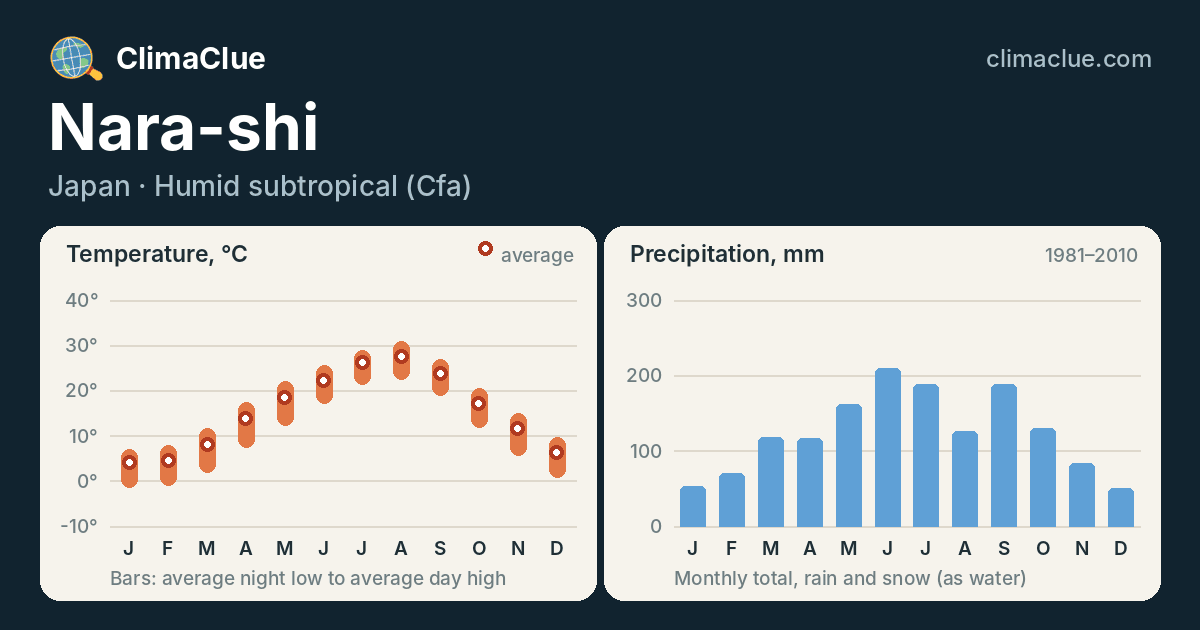 ClimaClue
climaclue.com
Nara-shi
Japan · Humid subtropical (Cfa)
Temperature, °C
average
40°
30°
20°
10°
0°
-10°
J F M A M J J A S O N D
Bars: average night low to average day high
Precipitation, mm
1981–2010
300
200
100
0
J F M A M J J A S O N D
Monthly total, rain and snow (as water)